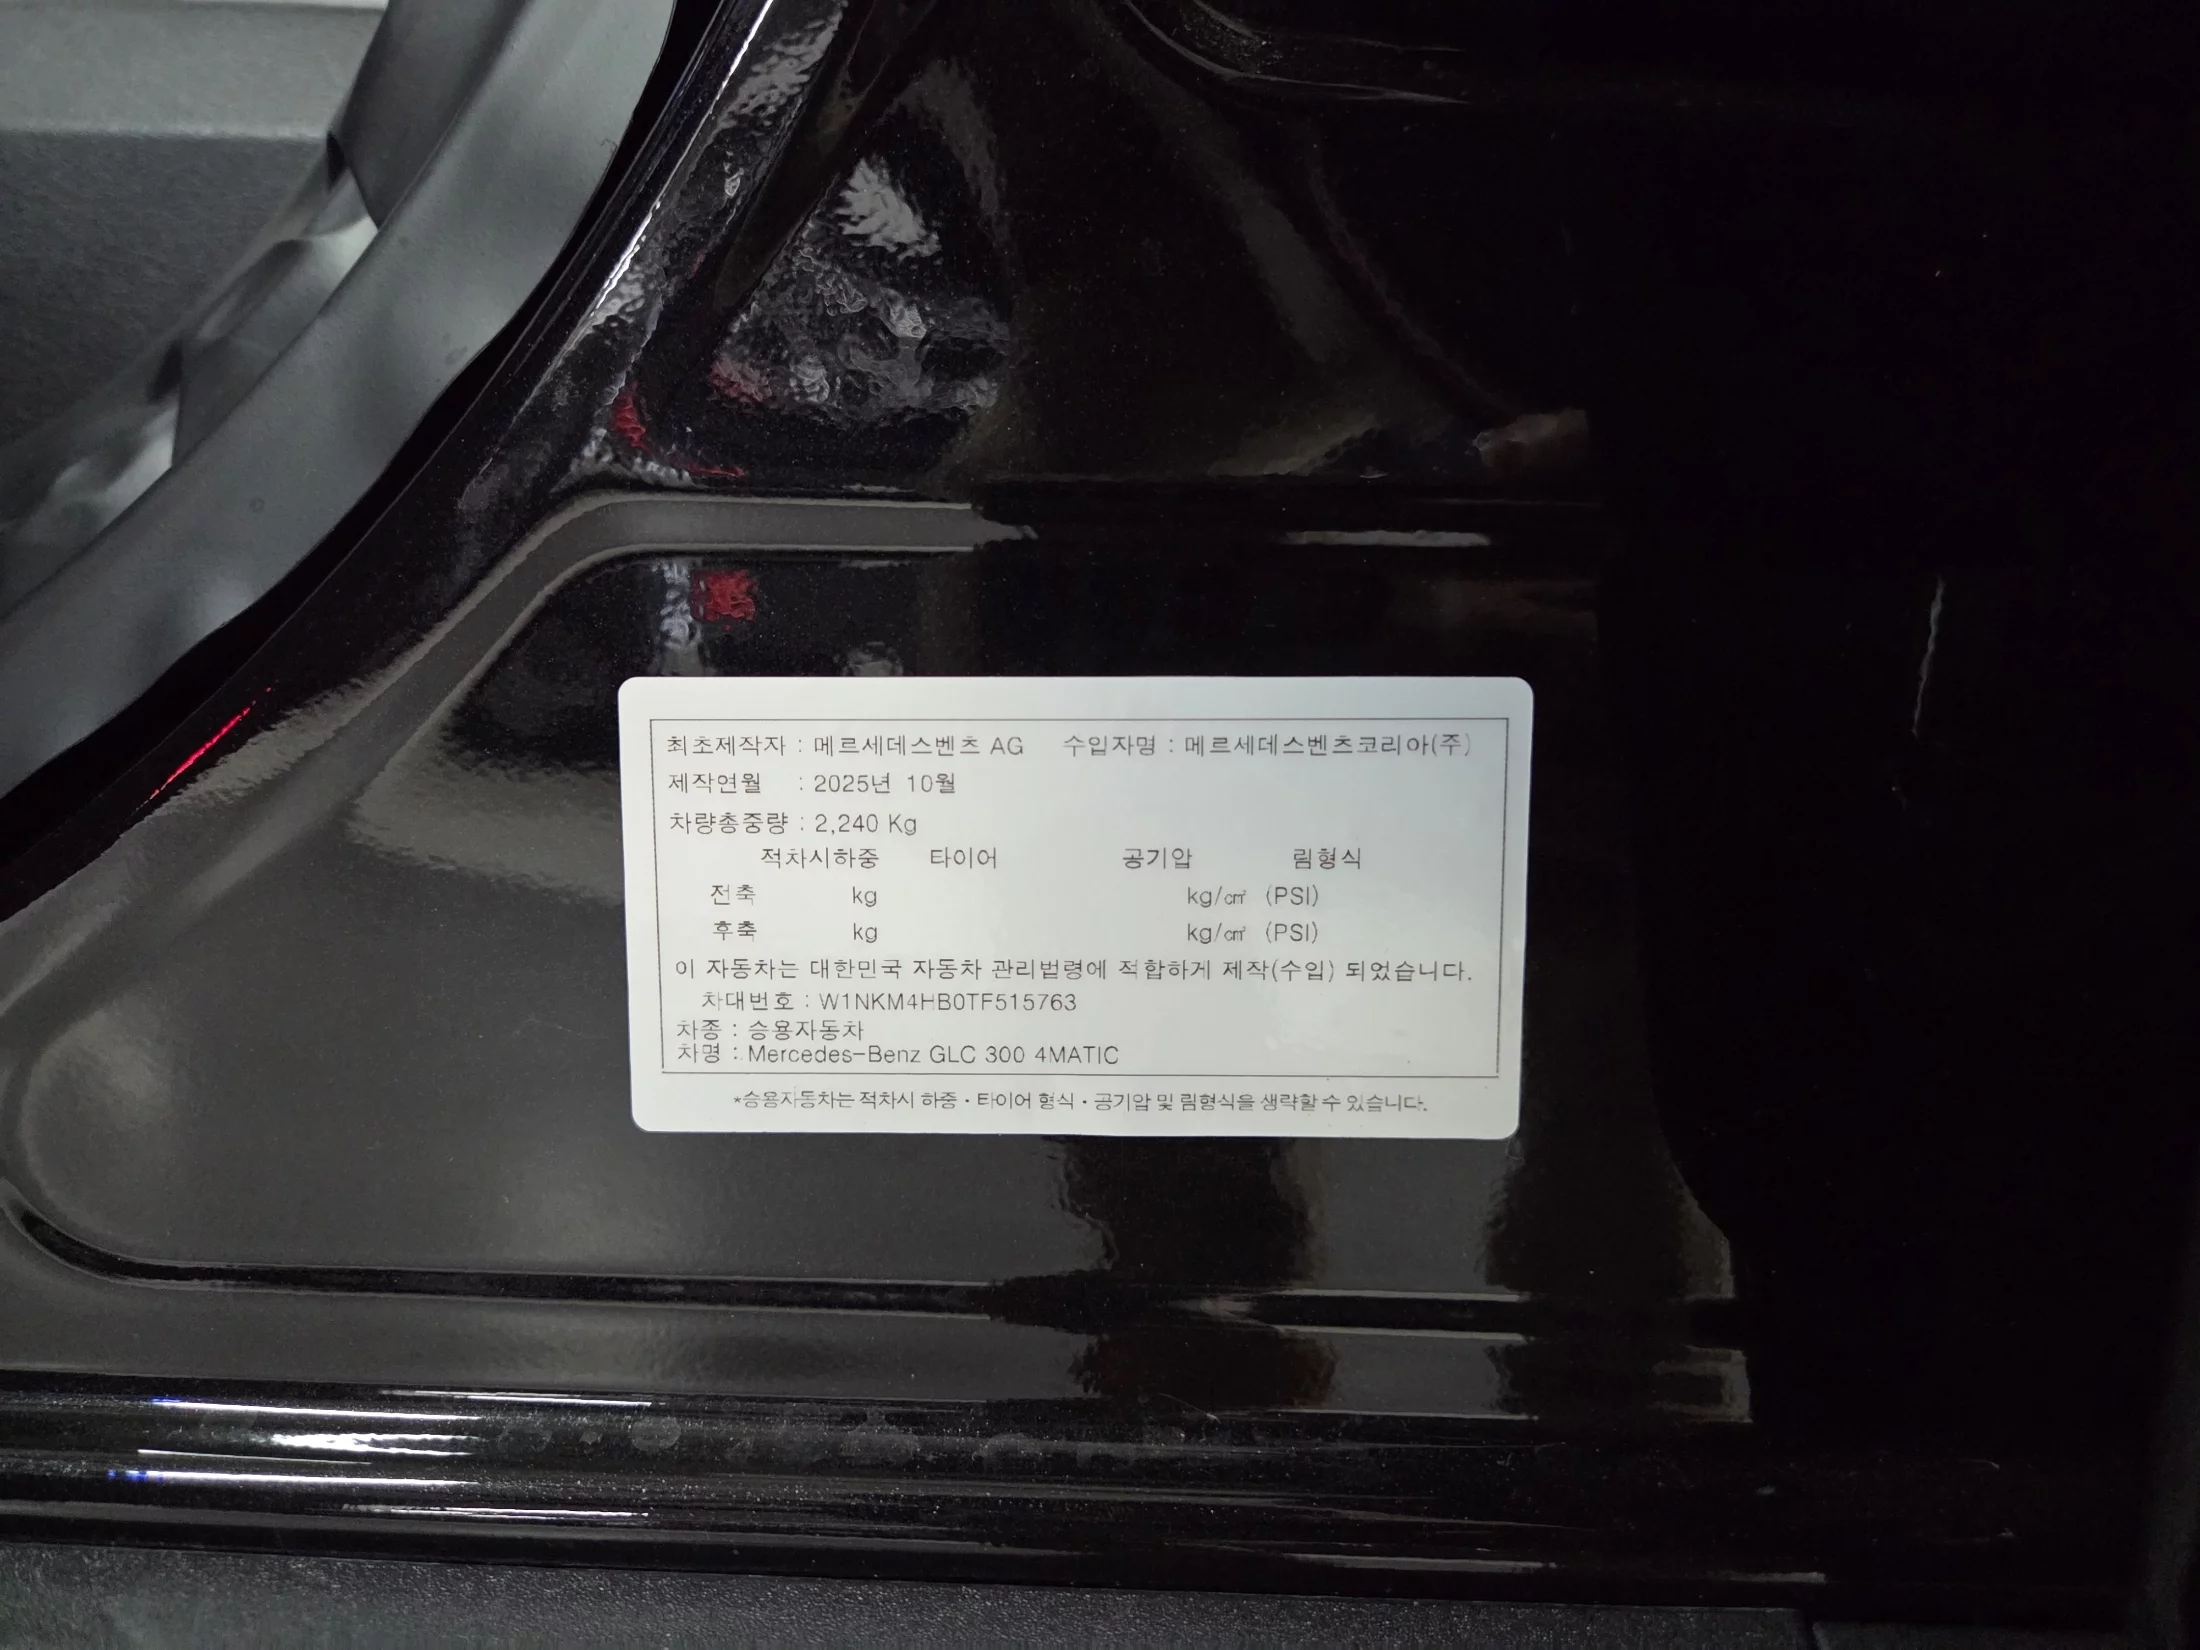 최초제작자 : 메르세데스벤츠 AG 수입자명 : 메르세데스벤츠코리아(주)
제작연월 : 2025년 10월
차량총중량 : 2,240 Kg
적차시하중 타이어 공기압 림형식
전축 kg kg/㎠ (PSI)
후축 kg kg/㎠ (PSI)
이 자동차는 대한민국 자동차 관리법령에 적합하게 제작(수입) 되었습니다.
차대번호 : W1NKM4HB0TF515763
차종 : 승용자동차
차명 : Mercedes-Benz GLC 300 4MATIC
*승용자동차는 적차시 하중·타이어 형식·공기압 및 림형식을 생략할 수 있습니다.